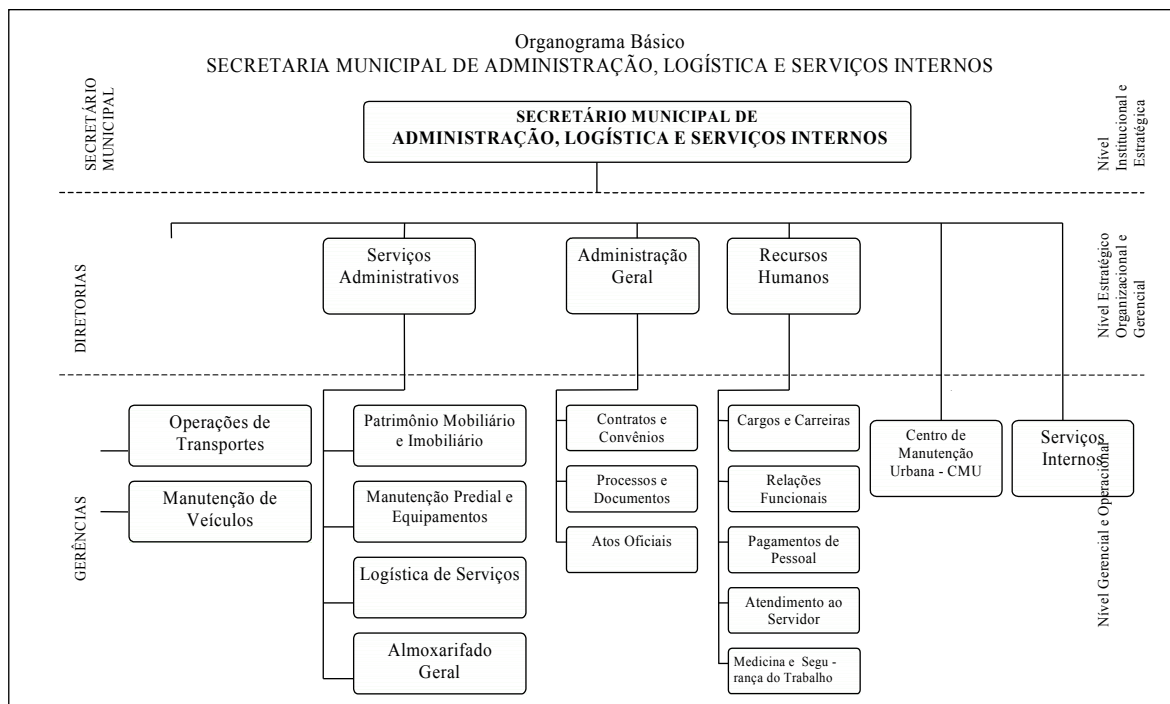 Organograma Básico
SECRETARIA MUNICIPAL DE ADMINISTRAÇÃO, LOGÍSTICA E SERVIÇOS INTERNOS
SECRETÁRIO
MUNICIPAL
SECRETÁRIO MUNICIPAL DE
ADMINISTRAÇÃO, LOGÍSTICA E SERVIÇOS INTERNOS
Nível
Institucional e
Estratégica
DIRETORIAS
Serviços
Administrativos
Administração
Geral
Recursos
Humanos
Nível Estratégico
Organizacional e
Gerencial
GERÊNCIAS
Operações de
Transportes
Manutenção de
Veículos
Patrimônio Mobiliário
e Imobiliário
Manutenção Predial e
Equipamentos
Logística de Serviços
Almoxarifado
Geral
Contratos e
Convênios
Processos e
Documentos
Atos Oficiais
Cargos e Carreiras
Relações
Funcionais
Pagamentos de
Pessoal
Atendimento ao
Servidor
Medicina e Segu -
rança do Trabalho
Centro de
Manutenção
Urbana - CMU
Serviços
Internos
Nível Gerencial e Operacional